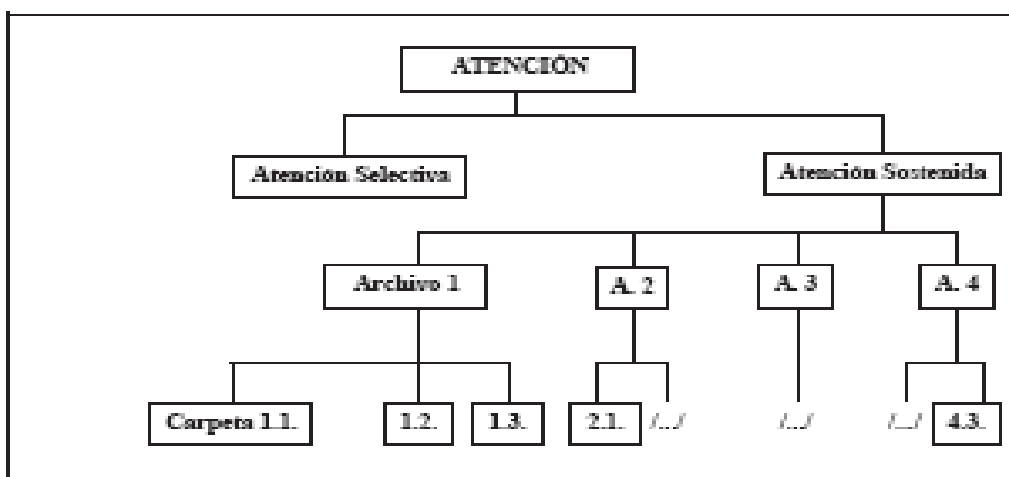 ATENCIÓN
Atención Selectiva
Atención Sostenida
Archivo 1
A. 2
A. 3
A. 4
Carpeta 1.1.
1.2.
1.3.
2.1.
/.../
/.../
/.../
4.3.